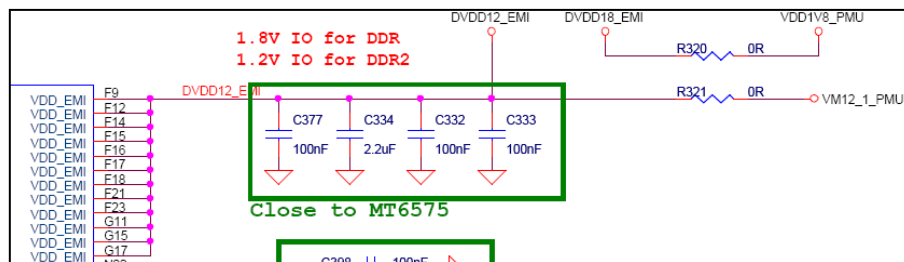 DVDD12_EMI DVDD18_EMI VDD1V8_PMU
1.8V IO for DDR
1.2V IO for DDR2
R320 0R
DVDD12_EMI
R321 0R VM12_1_PMU
VDD_EMI F9
VDD_EMI F12
VDD_EMI F14
VDD_EMI F15
VDD_EMI F16
VDD_EMI F17
VDD_EMI F18
VDD_EMI F21
VDD_EMI F23
VDD_EMI G11
VDD_EMI G15
VDD_EMI G17
C377 C334 C332 C333
100nF 2.2uF 100nF 100nF
Close to MT6575
C398 100nF